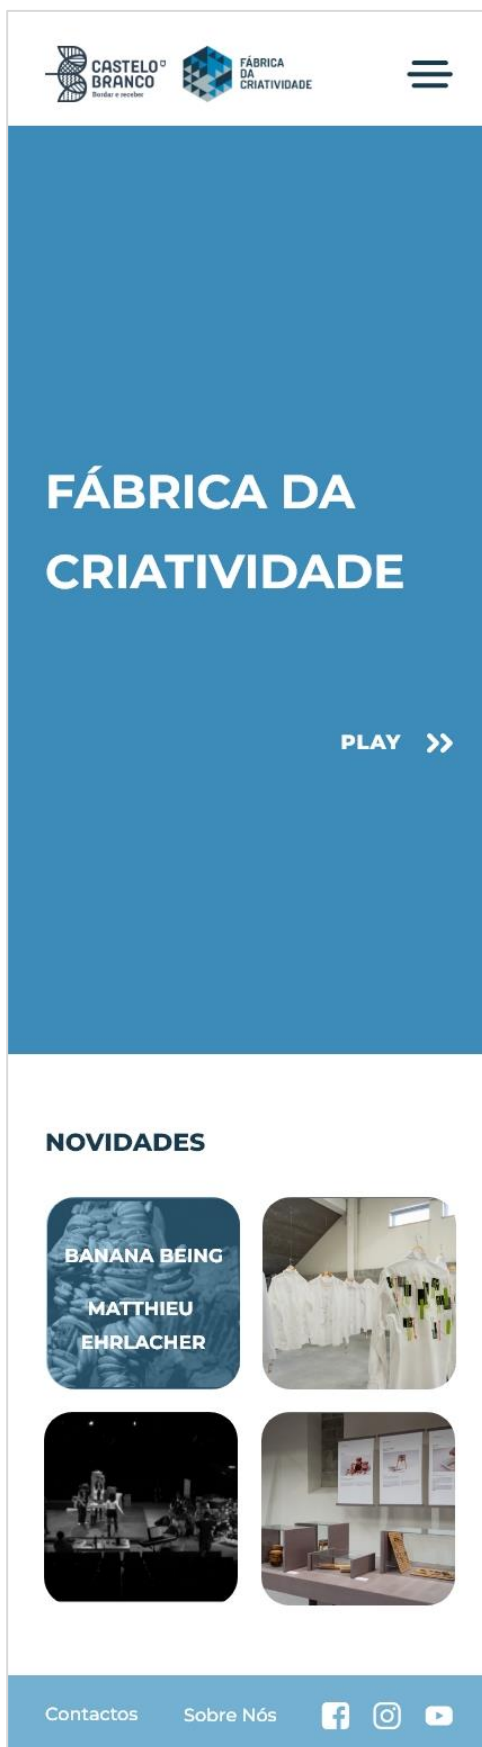 CASTELO
BRANCO
Bordar e receber
FÁBRICA
DA
CRIATIVIDADE
FÁBRICA DA
CRIATIVIDADE
PLAY
NOVIDADES
BANANA BEING
MATTHIEU
EHRLACHER
Contactos
Sobre Nós